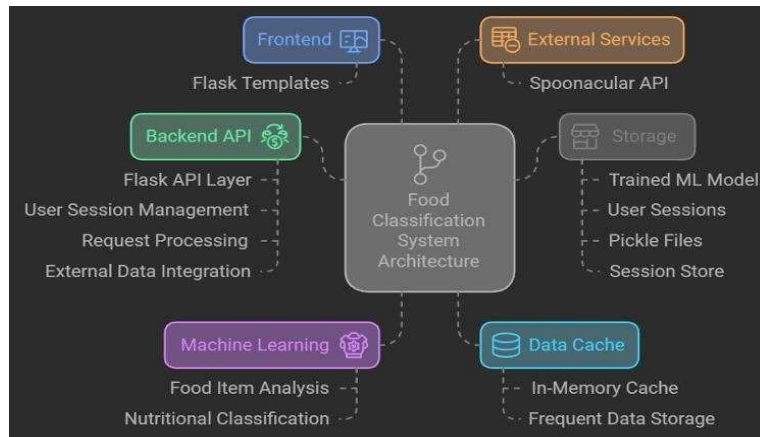 Frontend
External Services
Flask Templates
Spoonacular API
Backend API
Storage
Flask API Layer
User Session Management
Request Processing
External Data Integration
Food
Classification
System
Architecture
Trained ML Model
User Sessions
Pickle Files
Session Store
Machine Learning
Data Cache
Food Item Analysis
Nutritional Classification
In-Memory Cache
Frequent Data Storage